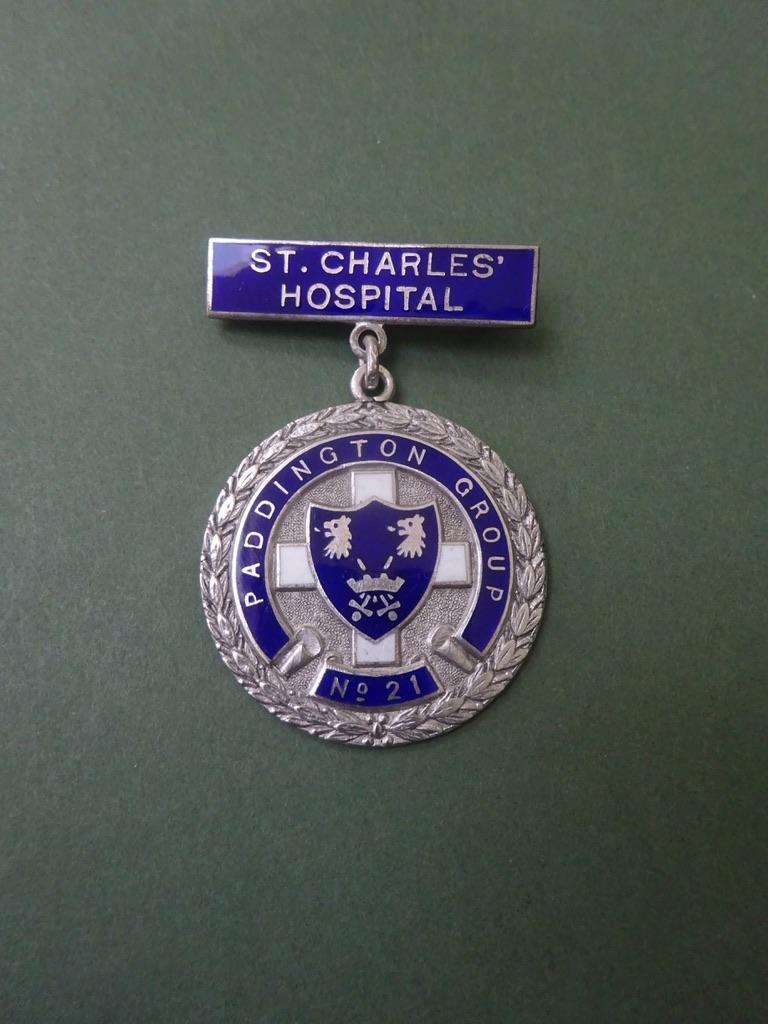 ST. CHARLES'
HOSPITAL
PADDINGTON GROUP
Nº 21